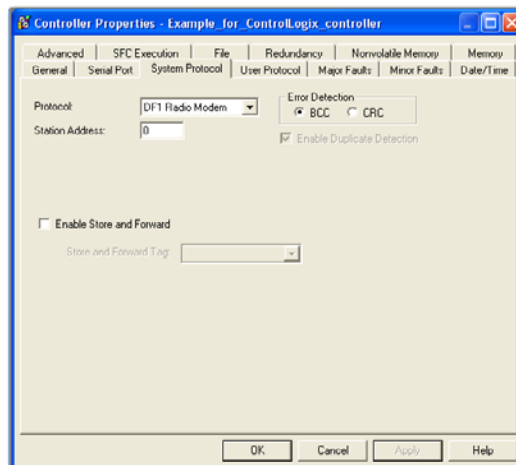 Controller Properties - Example_for_ControlLogix_controller
Advanced SFC Execution File Redundancy Nonvolatile Memory Memory
General Serial Port System Protocol User Protocol Major Faults Minor Faults Date/Time
Protocol: DF1 Radio Modem
Error Detection
BCC CRC
Station Address: 0
Enable Duplicate Detection
Enable Store and Forward
Store and Forward Tag:
OK Cancel Apply Help